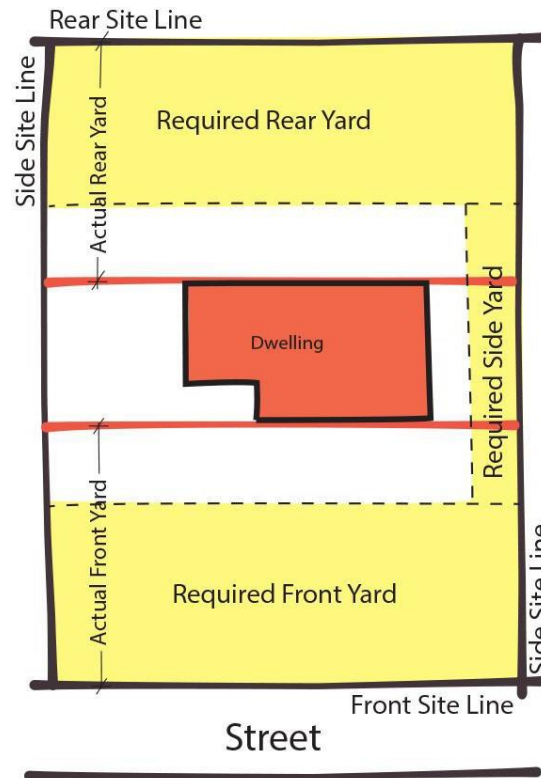 Rear Site Line
Side Site Line
Actual Rear Yard
Required Rear Yard
Dwelling
Required Side Yard
Actual Front Yard
Required Front Yard
Side Site Line
Front Site Line
Street